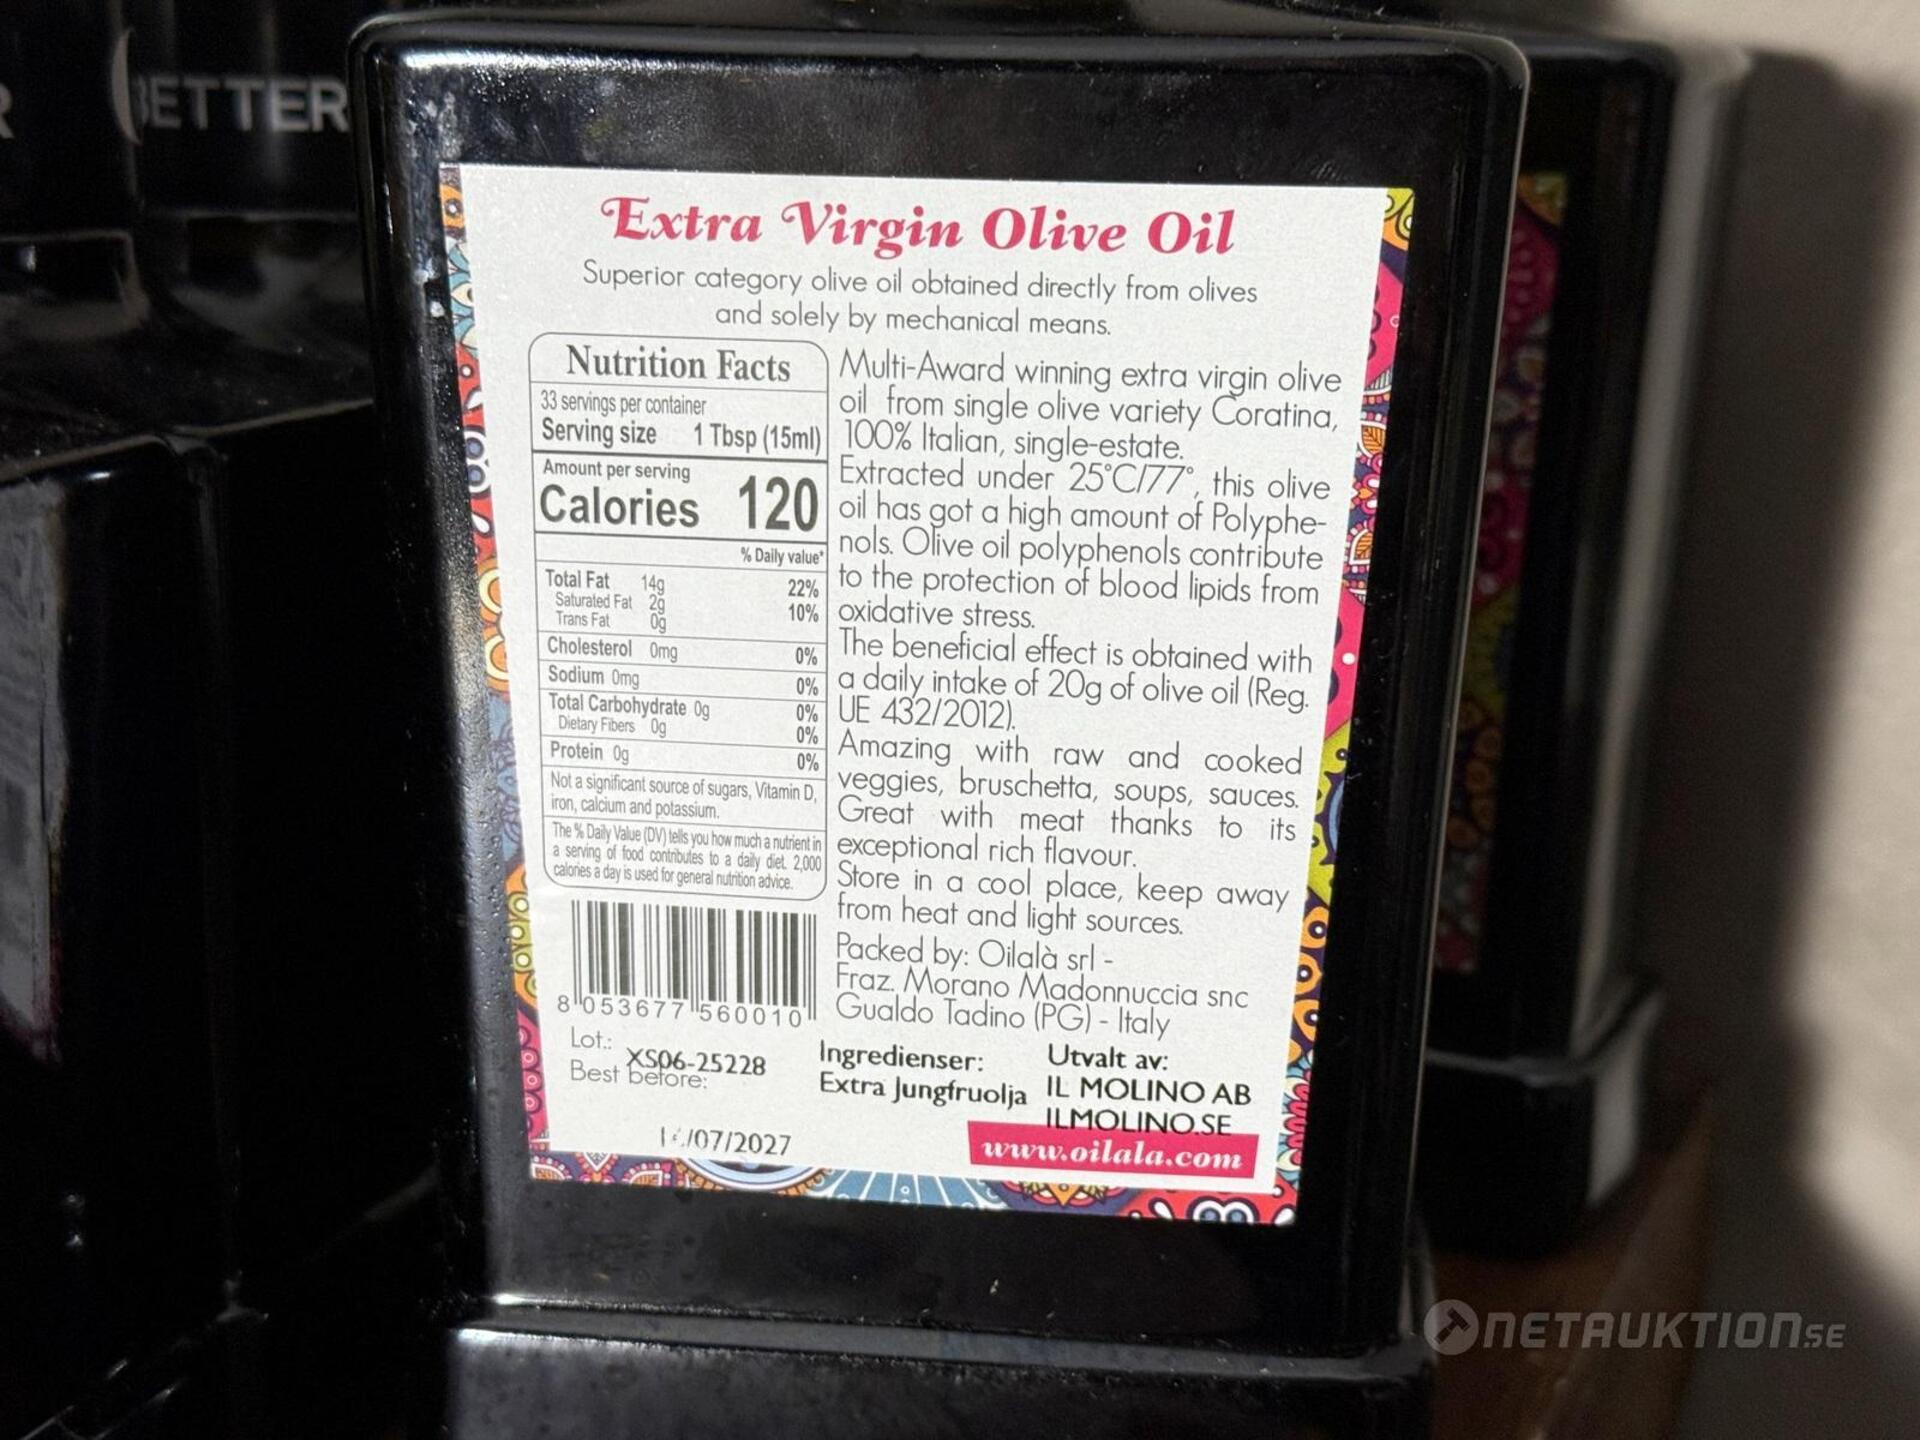 BETTER
Extra Virgin Olive Oil
Superior category olive oil obtained directly from olives
and solely by mechanical means.
Nutrition Facts
33 servings per container
Serving size 1 Tbsp (15ml)
Amount per serving
Calories 120
% Daily value*
Total Fat 14g 22%
Saturated Fat 2g 10%
Trans Fat 0g
Cholesterol 0mg 0%
Sodium 0mg 0%
Total Carbohydrate 0g 0%
Dietary Fibers 0g 0%
Protein 0g 0%
Not a significant source of sugars, Vitamin D,
iron, calcium and potassium.
The % Daily Value (DV) tells you how much a nutrient in
a serving of food contributes to a daily diet. 2,000
calories a day is used for general nutrition advice.
Multi-Award winning extra virgin olive
oil from single olive variety Coratina,
100% Italian, single-estate.
Extracted under 25°C/77°, this olive
oil has got a high amount of Polyphe-
nols. Olive oil polyphenols contribute
to the protection of blood lipids from
oxidative stress.
The beneficial effect is obtained with
a daily intake of 20g of olive oil (Reg.
UE 432/2012).
Amazing with raw and cooked
veggies, bruschetta, soups, sauces.
Great with meat thanks to its
exceptional rich flavour.
Store in a cool place, keep away
from heat and light sources.
Packed by: Oilalà srl -
Fraz. Morano Madonnuccia snc
Gualdo Tadino (PG) - Italy
8 053677 560010
Lot.:
XS06-25228
Best before:
/07/2027
Ingredienser:
Extra Jungfruolja
Utvalt av:
IL MOLINO AB
ILMOLINO.SE
www.oilala.com
NETAUKTION.SE